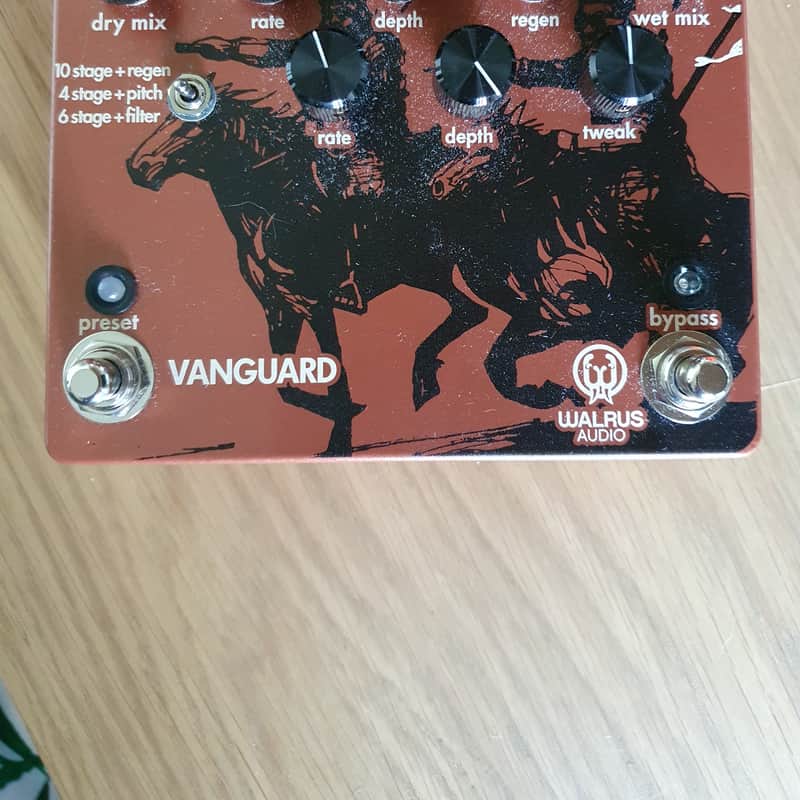 dry mix rate depth regen wet mix
10 stage + regen
4 stage + pitch
6 stage + filter
rate depth tweak
preset bypass
VANGUARD
WALRUS
AUDIO